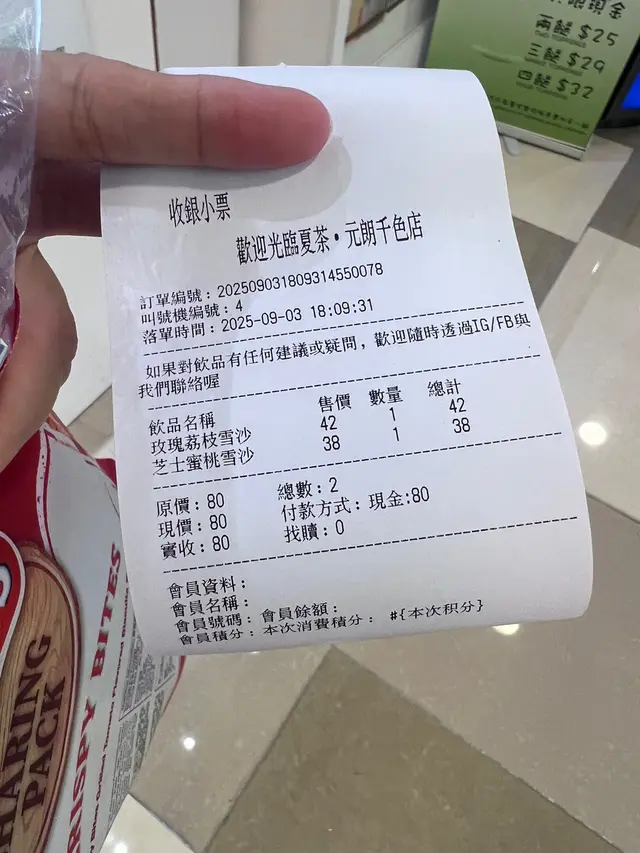 限現金
兩餸 $25
三餸 $29
四餸 $32
收銀小票
歡迎光臨夏茶·元朗千色店
訂單編號：202509031809314550078
叫號機編號：4
落單時間：2025-09-03 18:09:31
如果對飲品有任何建議或疑問，歡迎隨時透過IG/FB與
我們聯絡喔
飲品名稱 售價 數量 總計
玫瑰荔枝雪沙 42 1 42
芝士蜜桃雪沙 38 1 38
原價：80 總數：2
現價：80 付款方式：現金:80
實收：80 找贖：0
會員資料：
會員名稱：
會員號碼： 會員餘額：
會員積分： 本次消費積分： #{本次积分}
HARING
PACK
RISPY BITES